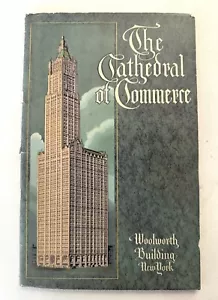 The
Cathedral
of Commerce
Woolworth
Building
New York